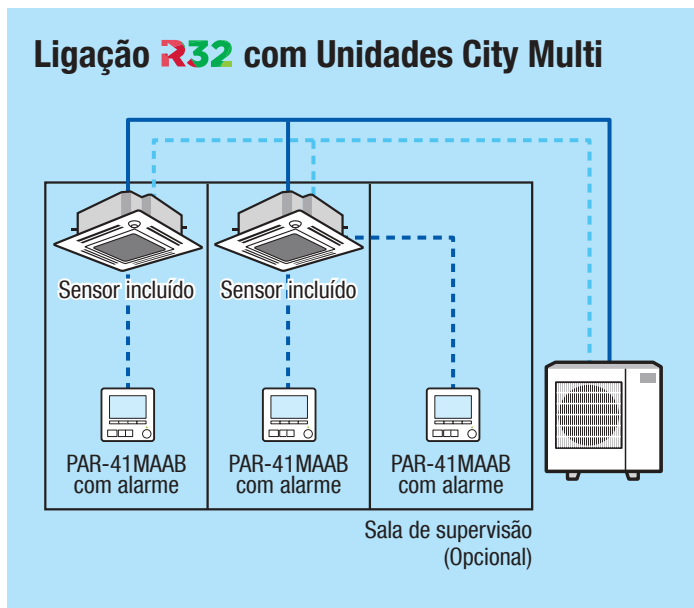 Ligação R32 com Unidades City Multi
Sensor incluído
Sensor incluído
PAR-41MAAB
com alarme
PAR-41MAAB
com alarme
PAR-41MAAB
com alarme
Sala de supervisão
(Opcional)